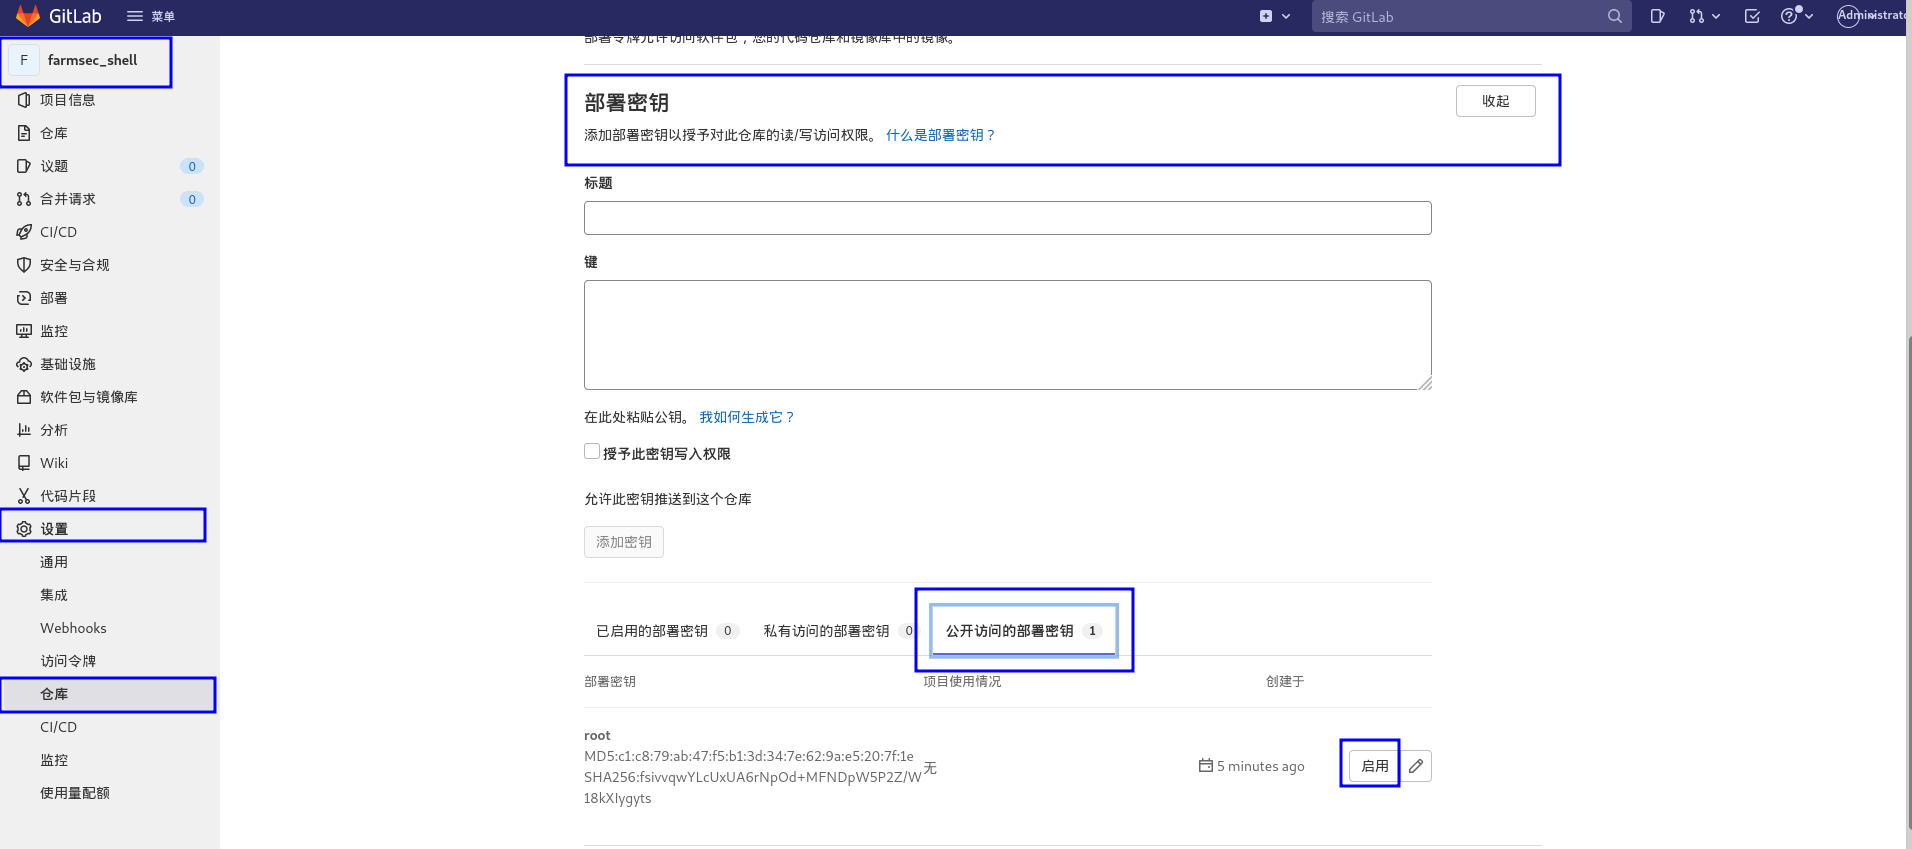 GitLab
菜单
搜索 GitLab
Administrato
F farmsec_shell
项目信息
仓库
议题 0
合并请求 0
CI/CD
安全与合规
部署
监控
基础设施
软件包与镜像库
分析
Wiki
代码片段
设置
通用
集成
Webhooks
访问令牌
仓库
CI/CD
监控
使用量配额
部署令牌允许访问软件包，您的代码仓库和镜像库中的镜像。
部署密钥
收起
添加部署密钥以授予对此仓库的读/写访问权限。 什么是部署密钥？
标题
键
在此处粘贴公钥。 我如何生成它？
授予此密钥写入权限
允许此密钥推送到这个仓库
添加密钥
已启用的部署密钥 0 私有访问的部署密钥 0 公开访问的部署密钥 1
部署密钥 项目使用情况 创建于
root
MD5:c1:c8:79:ab:47:f5:b1:3d:34:7e:62:9a:e5:20:7f:1e
SHA256:fsivvqwYLcUxUA6rNpOd+MFNDpW5P2Z/W
18kXIygyts
无
5 minutes ago
启用